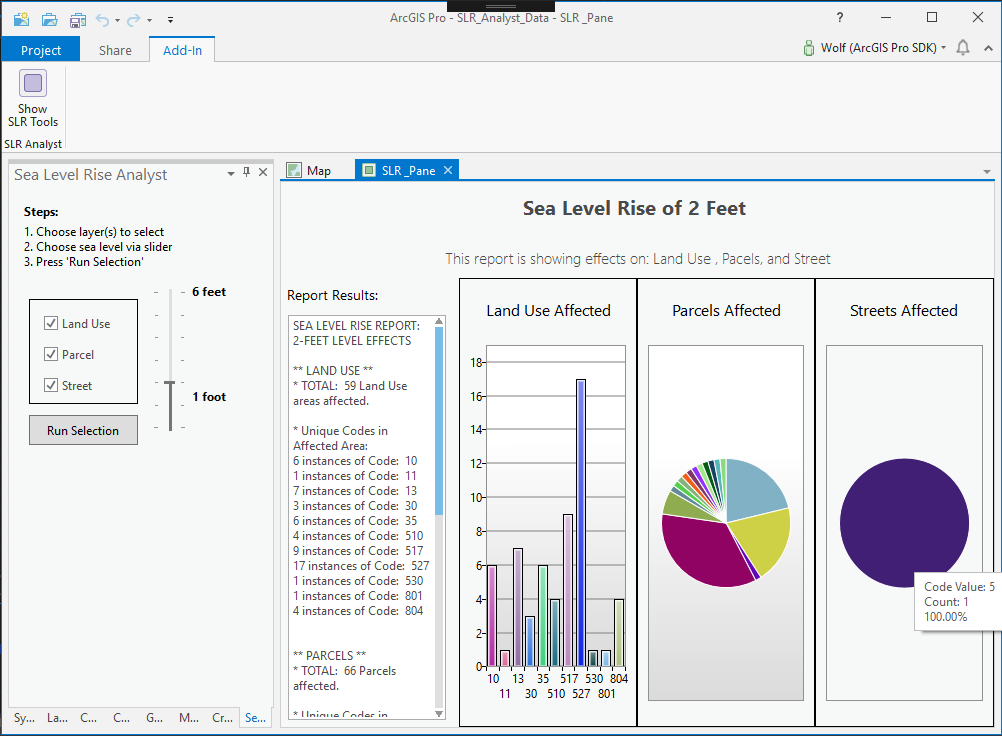 ArcGIS Pro - SLR_Analyst_Data - SLR _Pane
?
Project
Share
Add-In
Wolf (ArcGIS Pro SDK)
Show
SLR Tools
SLR Analyst
Sea Level Rise Analyst
Steps:
1. Choose layer(s) to select
2. Choose sea level via slider
3. Press 'Run Selection'
6 feet
Land Use
Parcel
Street
1 foot
Run Selection
Sy...
La...
C...
C...
G...
M...
Cr...
Se...
Map
SLR _Pane
Sea Level Rise of 2 Feet
This report is showing effects on: Land Use , Pacels, and Street
Report Results:
SEA LEVEL RISE REPORT:
2-FEET LEVEL EFFECTS
** LAND USE **
* TOTAL:  59 Land Use
areas affected.
* Unique Codes in
Affected Area:
6 instances of Code:  10
1 instances of Code:  11
7 instances of Code:  13
3 instances of Code:  30
6 instances of Code:  35
4 instances of Code:  510
9 instances of Code:  517
17 instances of Code:  527
1 instances of Code:  530
1 instances of Code:  801
4 instances of Code:  804
** PARCELS **
* TOTAL:  66 Parcels
affected.
* Unique Codes in
Land Use Affected
18
16
14
12
10
8
6
4
2
0
10 13 35 517 530 804
11 30 510 527 801
Parcels Affected
Streets Affected
Code Value: 5
Count: 1
100.00%